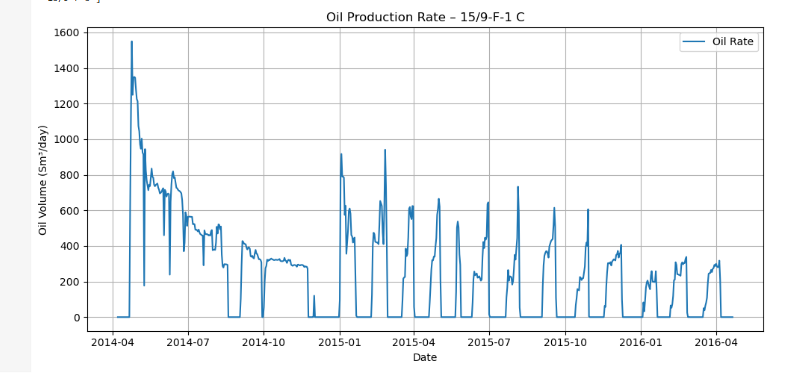 Oil Production Rate – 15/9-F-1 C
Oil Rate
1600
1400
1200
1000
800
600
400
200
0
Oil Volume (Sm³/day)
2014-04 2014-07 2014-10 2015-01 2015-04 2015-07 2015-10 2016-01 2016-04
Date